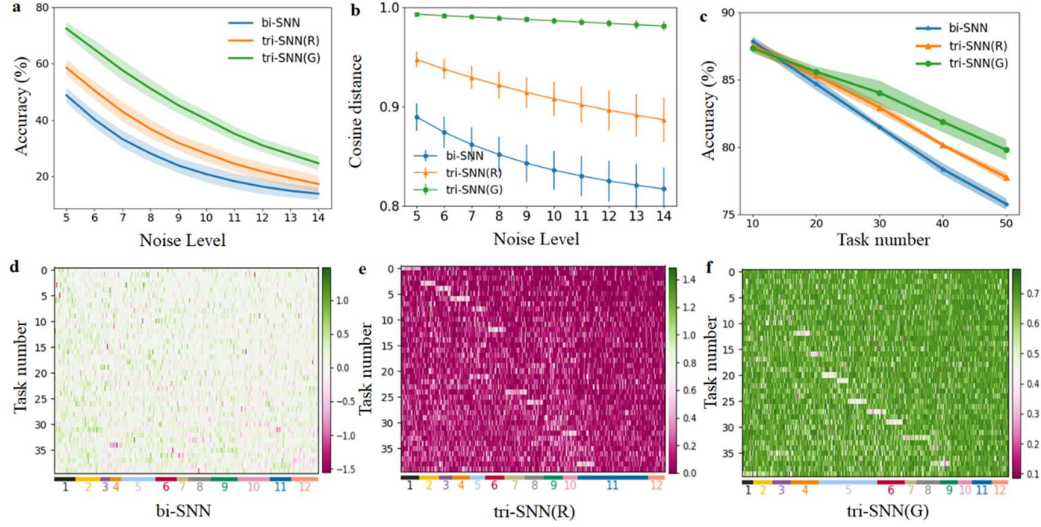 a
Accuracy (%)
80
60
40
20
bi-SNN
tri-SNN(R)
tri-SNN(G)
5 6 7 8 9 10 11 12 13 14
Noise Level
b
Cosine distance
1.0
0.9
0.8
bi-SNN
tri-SNN(R)
tri-SNN(G)
5 6 7 8 9 10 11 12 13 14
Noise Level
c
Accuracy (%)
90
85
80
75
bi-SNN
tri-SNN(R)
tri-SNN(G)
10 20 30 40 50
Task number
d
Task number
0
5
10
15
20
25
30
35
1.0
0.5
0.0
−0.5
−1.0
−1.5
1 2 3 4 5 6 7 8 9 10 11 12
bi-SNN
e
Task number
0
5
10
15
20
25
30
35
1.4
1.2
1.0
0.8
0.6
0.4
0.2
0.0
1 2 3 4 5 6 7 8 9 10 11 12
tri-SNN(R)
f
Task number
0
5
10
15
20
25
30
35
0.7
0.6
0.5
0.4
0.3
0.2
0.1
1 2 3 4 5 6 7 8 9 10 11 12
tri-SNN(G)